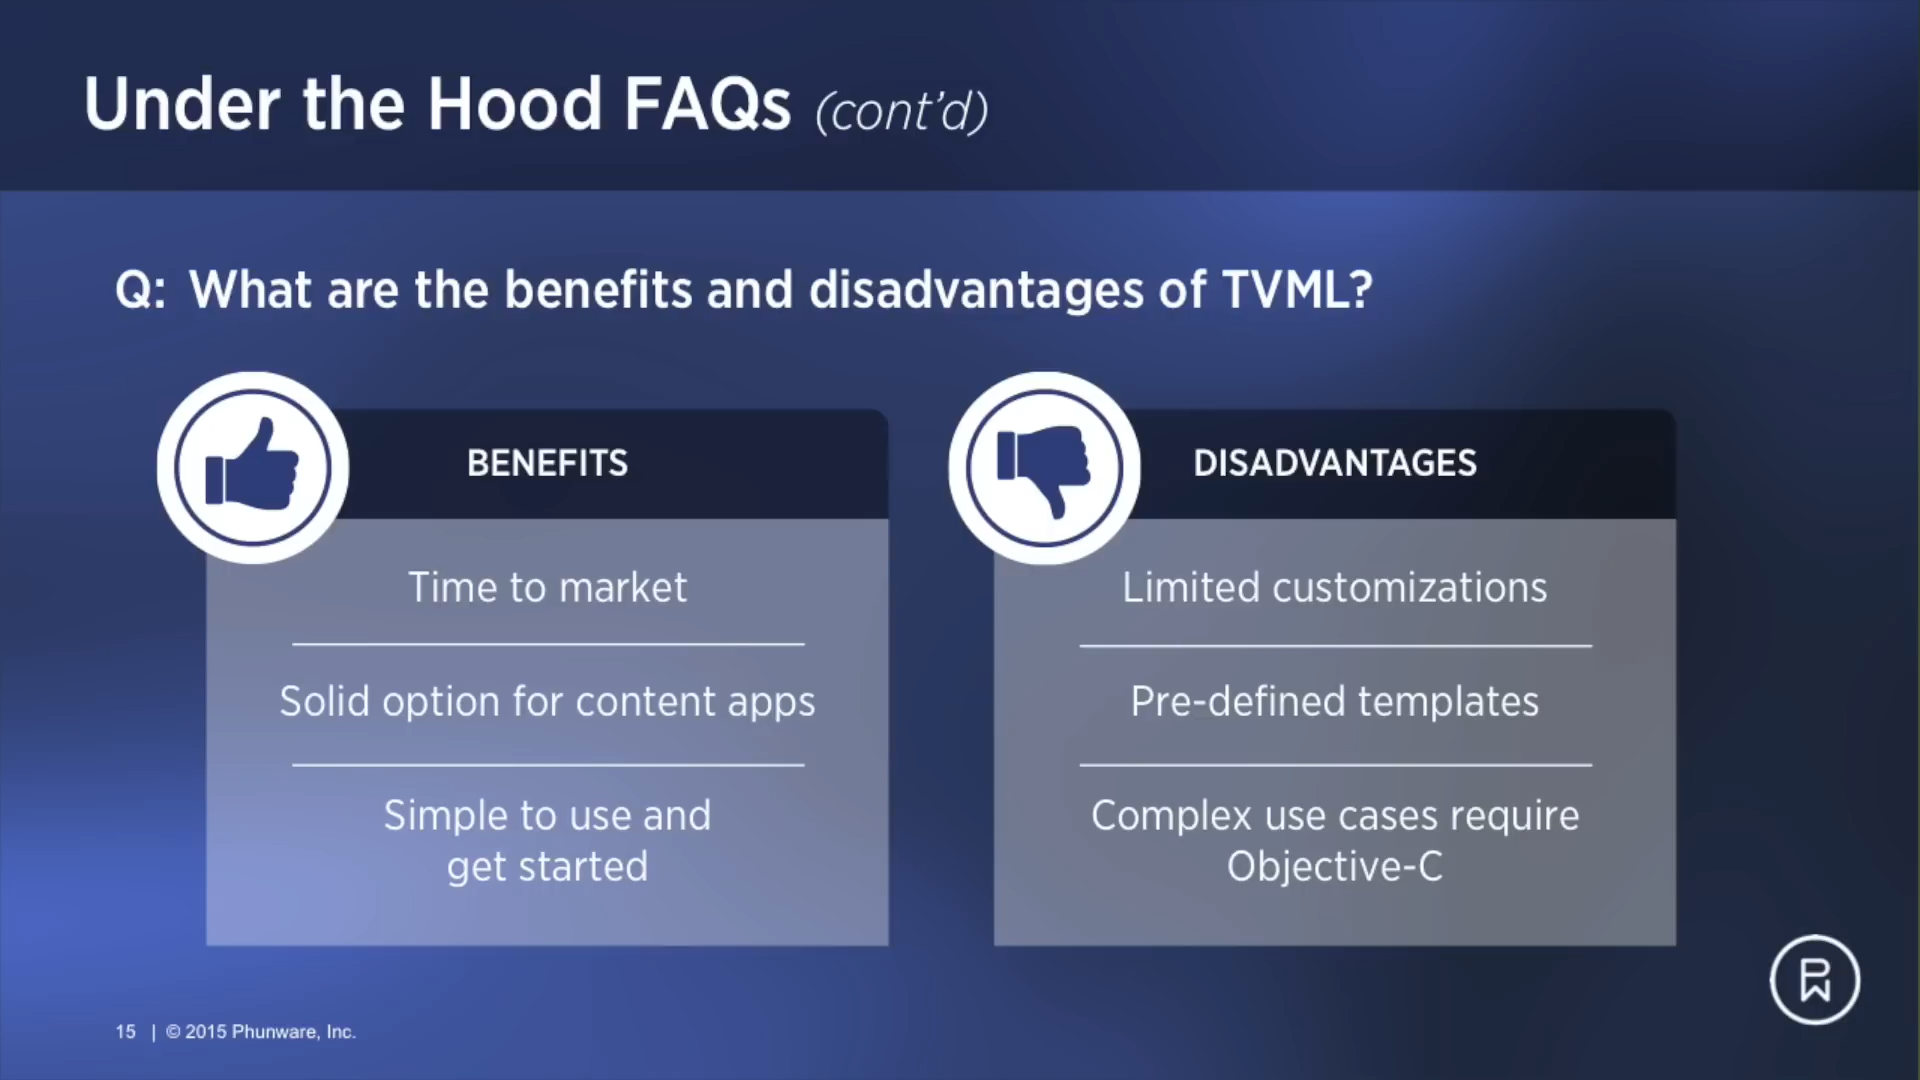 Under the Hood FAQs (cont'd)
Q: What are the benefits and disadvantages of TVML?
BENEFITS
Time to market
Solid option for content apps
Simple to use and
get started
DISADVANTAGES
Limited customizations
Pre-defined templates
Complex use cases require
Objective-C
15 | © 2015 Phunware, Inc.